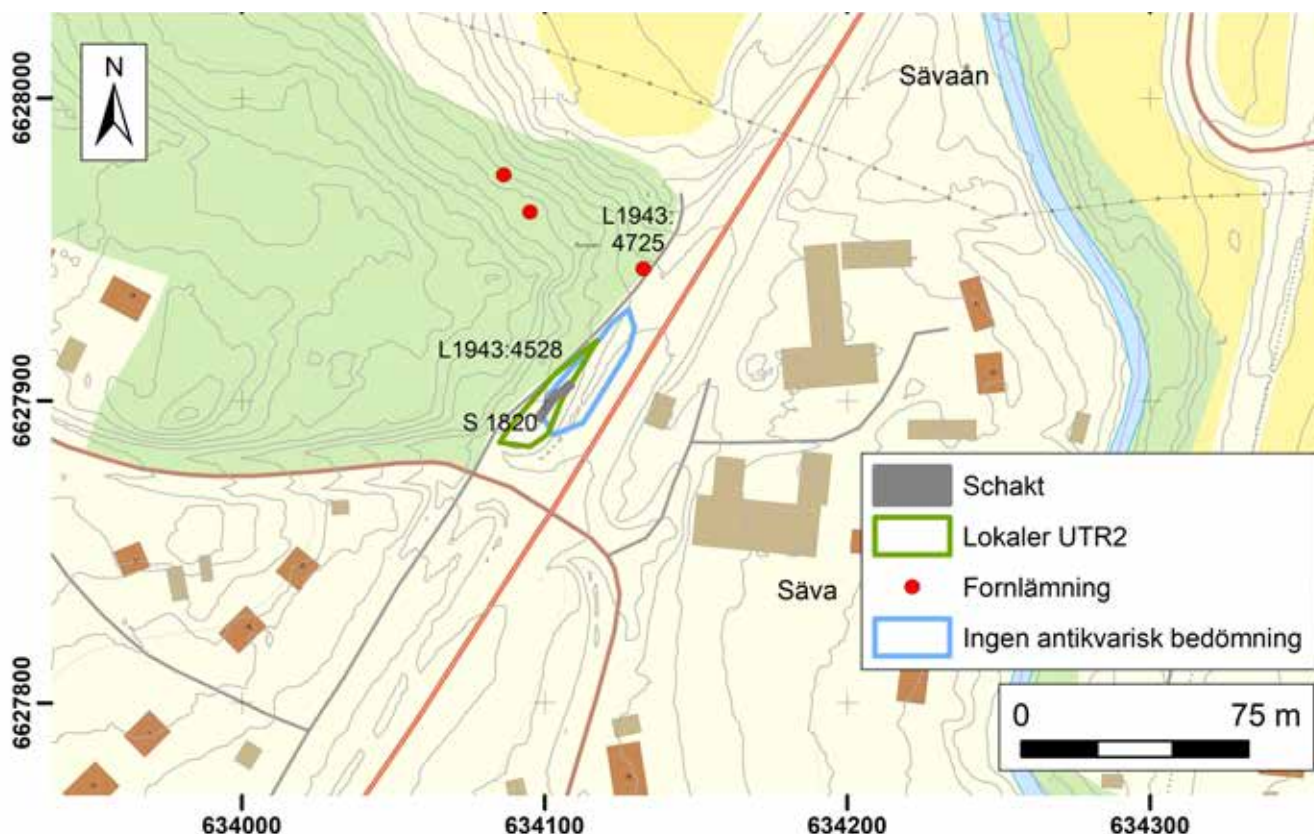 N
Sävaån
L1943:
4725
L1943:4528
S 1820
Säva
Schakt
Lokaler UTR2
Fornlämning
Ingen antikvarisk bedömning
0 75 m
6628000
6627900
6627800
634000 634100 634200 634300